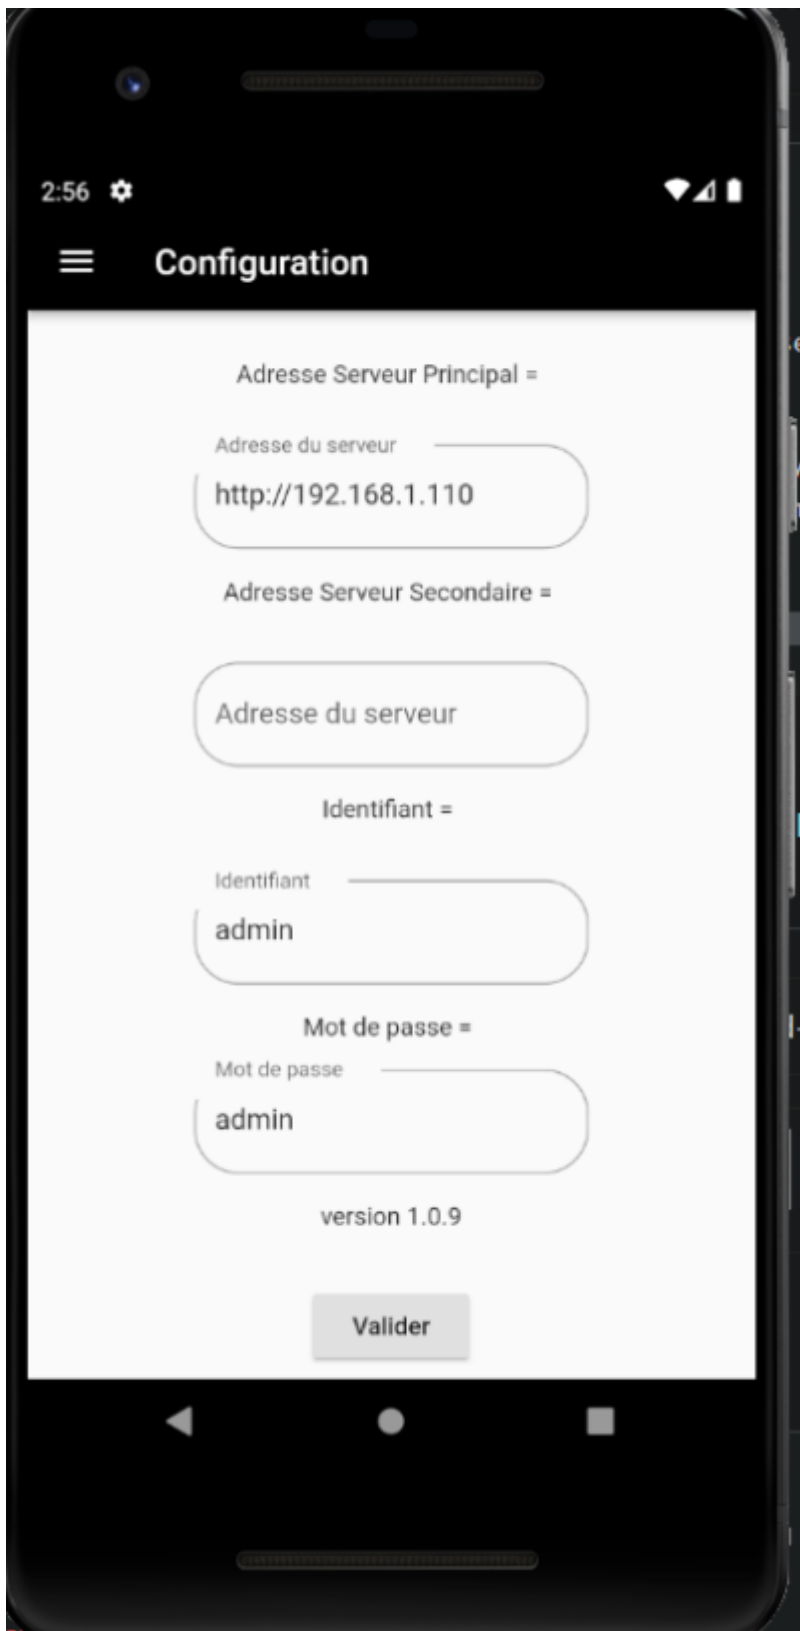 2:56
Configuration
Adresse Serveur Principal =
Adresse du serveur
http://192.168.1.110
Adresse Serveur Secondaire =
Adresse du serveur
Identifiant =
Identifiant
admin
Mot de passe =
Mot de passe
admin
version 1.0.9
Valider